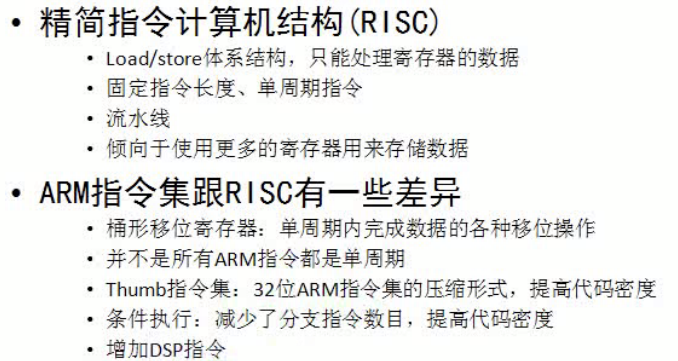 • 精简指令计算机结构(RISC)
• Load/store体系结构，只能处理寄存器的数据
• 固定指令长度、单周期指令
• 流水线
• 倾向于使用更多的寄存器用来存储数据
• ARM指令集跟RISC有一些差异
• 桶形移位寄存器：单周期内完成数据的各种移位操作
• 并不是所有ARM指令都是单周期
• Thumb指令集：32位ARM指令集的压缩形式，提高代码密度
• 条件执行：减少了分支指令数目，提高代码密度
• 增加DSP指令